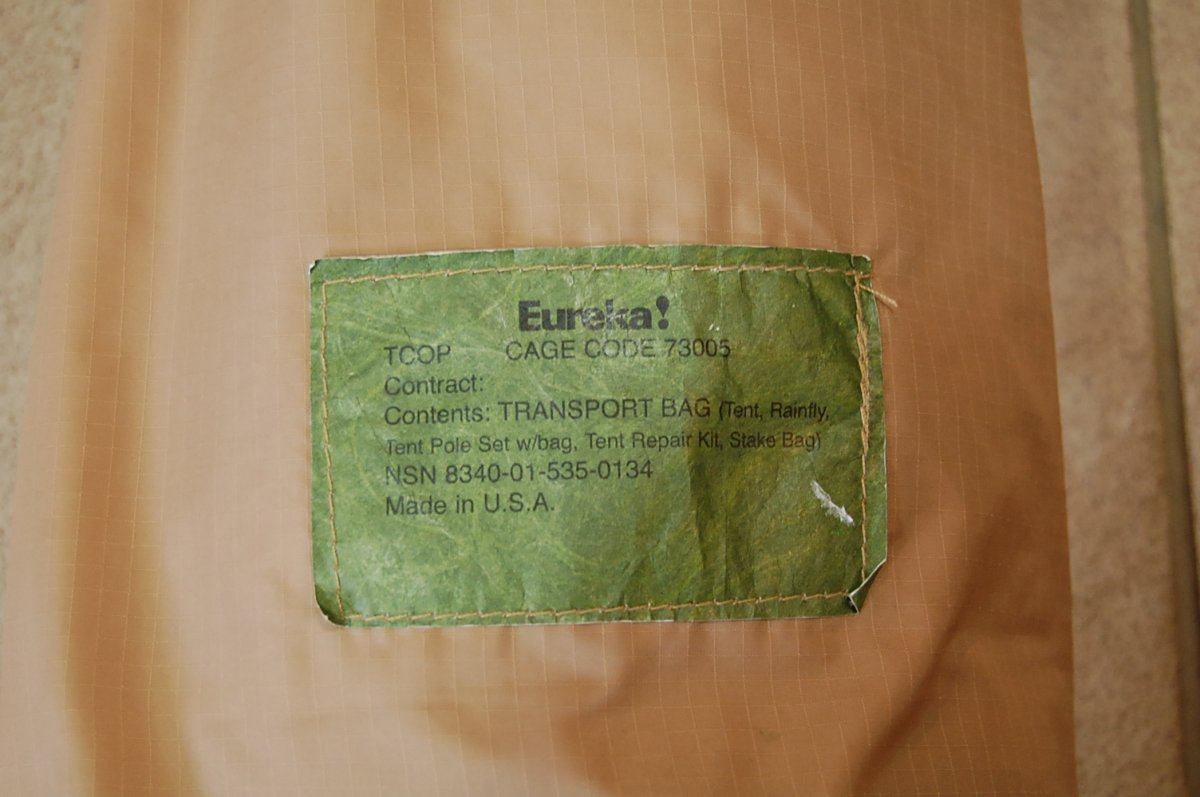 Eureka!
TCOP CAGE CODE 73005
Contract:
Contents: TRANSPORT BAG (Tent, Rainfly,
Tent Pole Set w/bag, Tent Repair Kit, Stake Bag)
NSN 8340-01-535-0134
Made in U.S.A.